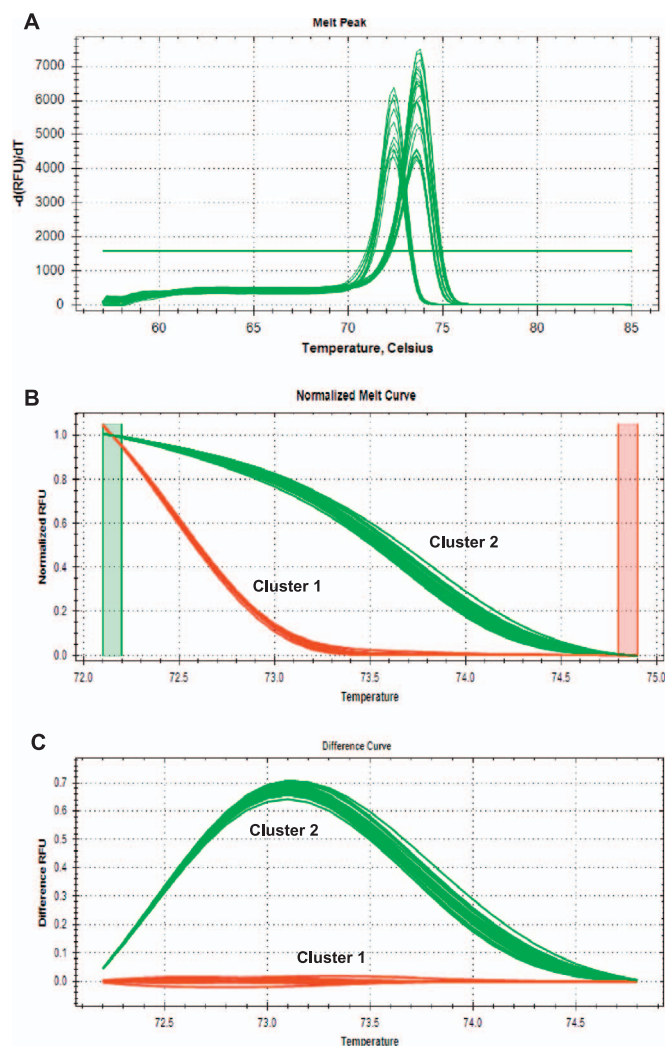 A
Melt Peak
7000
6000
5000
4000
3000
2000
1000
0
-d(RFU)/dT
60 65 70 75 80 85
Temperature, Celsius
B
Normalized Melt Curve
1.0
0.8
0.6
0.4
0.2
0.0
Normalized RFU
Cluster 2
Cluster 1
72.0 72.5 73.0 73.5 74.0 74.5 75.0
Temperature
C
Difference Curve
0.7
0.6
0.5
0.4
0.3
0.2
0.1
0.0
Difference RFU
Cluster 2
Cluster 1
72.5 73.0 73.5 74.0 74.5
Temperature